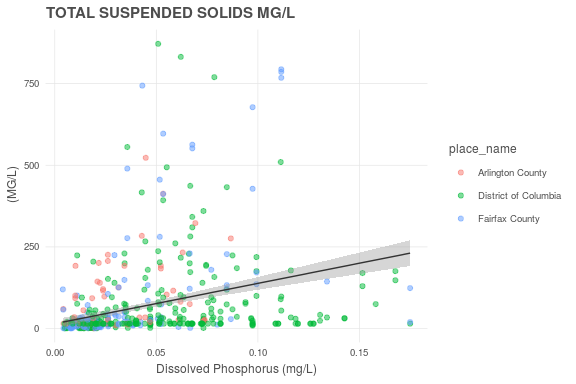 TOTAL SUSPENDED SOLIDS MG/L
(MG/L)
750
500
250
0
0.00
0.05
0.10
0.15
Dissolved Phosphorus (mg/L)
place_name
Arlington County
District of Columbia
Fairfax County